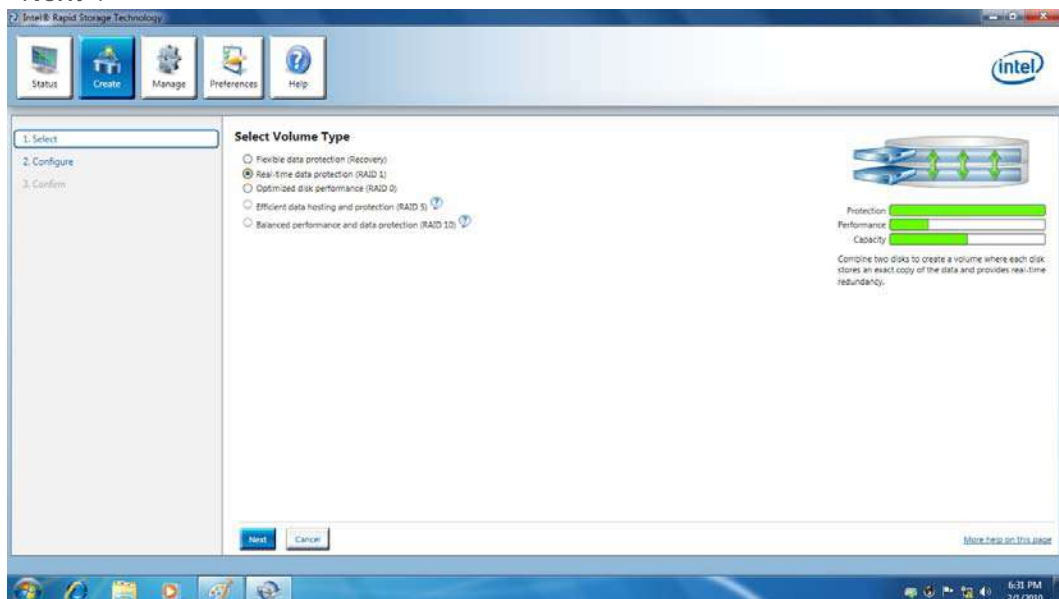 Next .
Intel® Rapid Storage Technology
Status
Create
Manage
Preferences
Help
intel
1. Select
2. Configure
3. Confirm
Select Volume Type
Flexible data protection (Recovery)
Real-time data protection (RAID 1)
Optimized disk performance (RAID 0)
Efficient data hosting and protection (RAID 5) ?
Balanced performance and data protection (RAID 10) ?
Protection
Performance
Capacity
Combine two disks to create a volume where each disk
stores an exact copy of the data and provides real-time
redundancy.
Next
Cancel
More help on this page
6:31 PM
2/1/2010